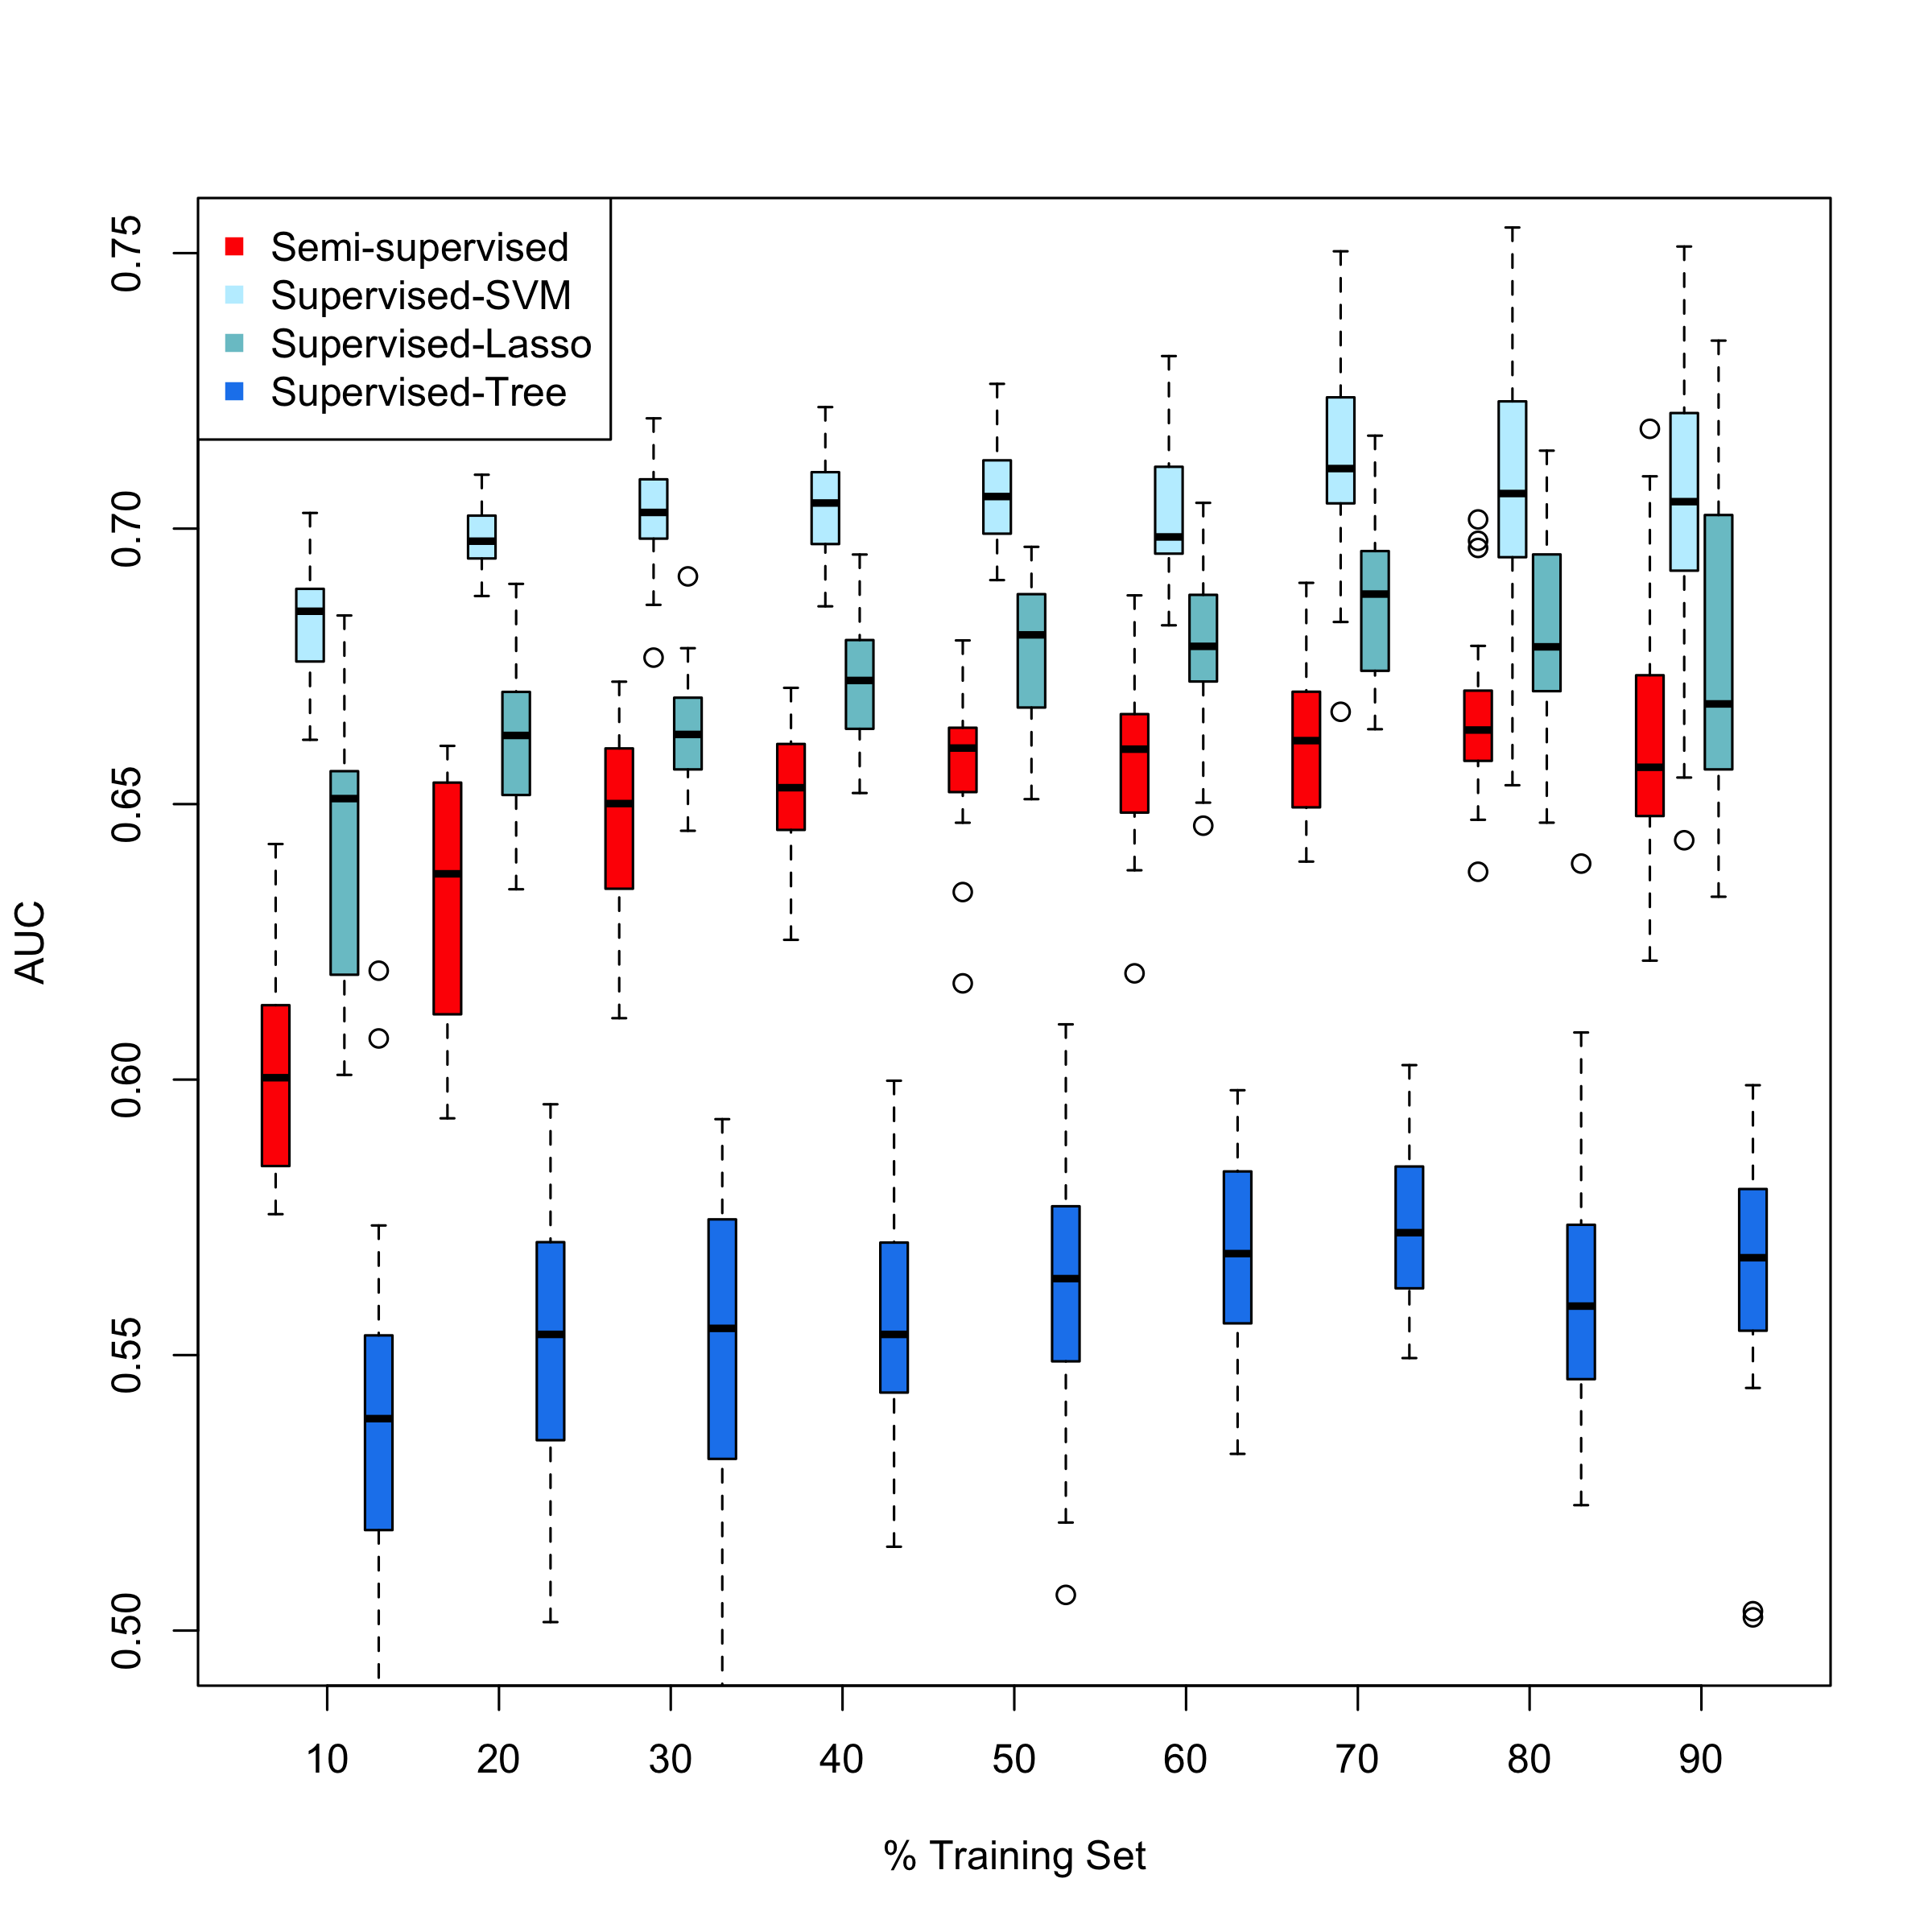 Semi-supervised
Supervised-SVM
Supervised-Lasso
Supervised-Tree
AUC
0.75
0.70
0.65
0.60
0.55
0.50
10 20 30 40 50 60 70 80 90
% Training Set